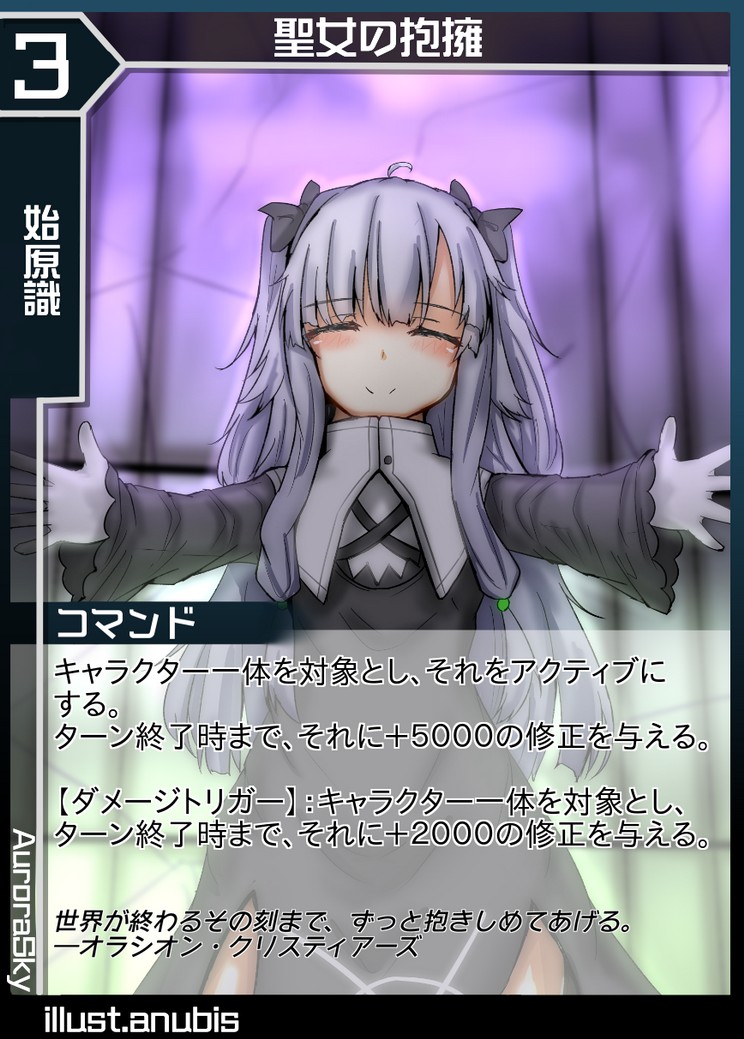 3
聖女の抱擁
始原識
コマンド
キャラクター一体を対象とし、それをアクティブに
する。
ターン終了時まで、それに＋5000の修正を与える。
【ダメージトリガー】：キャラクター一体を対象とし、
ターン終了時まで、それに＋2000の修正を与える。
世界が終わるその刻まで、ずっと抱きしめてあげる。
―オラシオン・クリスティアーズ
AuroraSky
illust.anubis